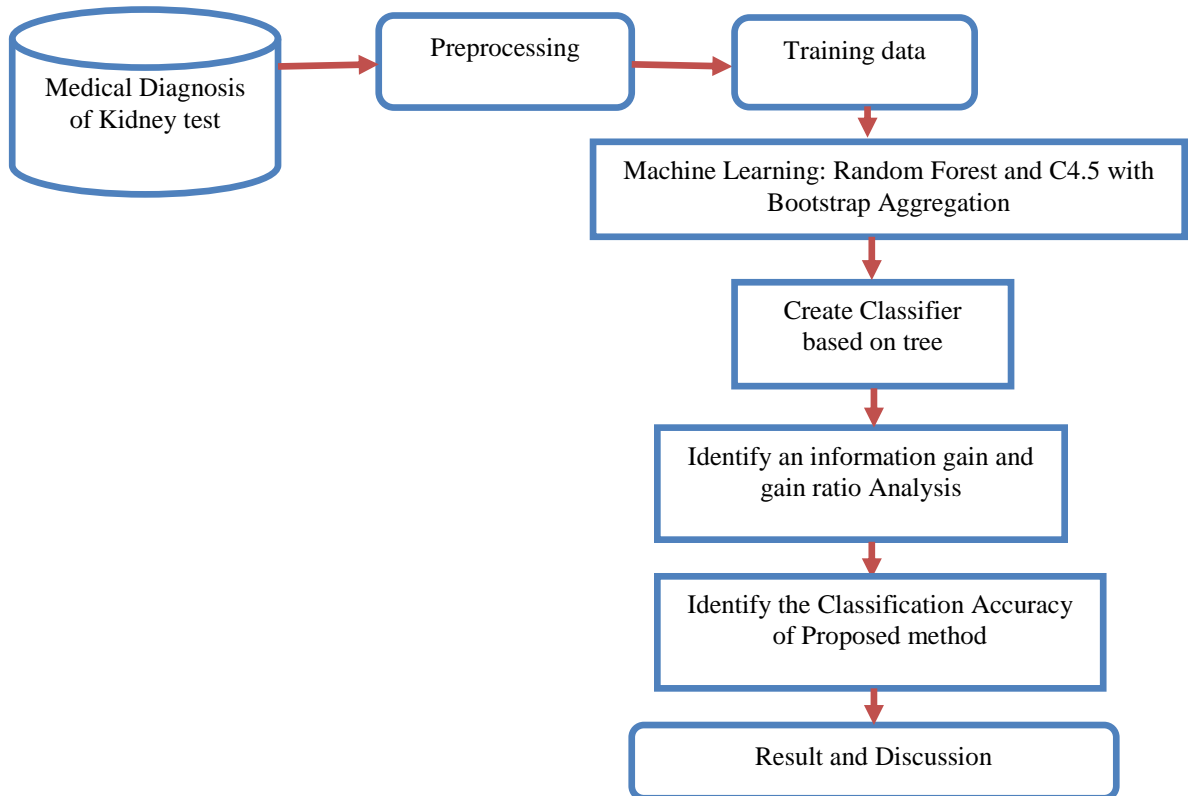 Medical Diagnosis
of Kidney test
Preprocessing
Training data
Machine Learning: Random Forest and C4.5 with
Bootstrap Aggregation
Create Classifier
based on tree
Identify an information gain and
gain ratio Analysis
Identify the Classification Accuracy
of Proposed method
Result and Discussion